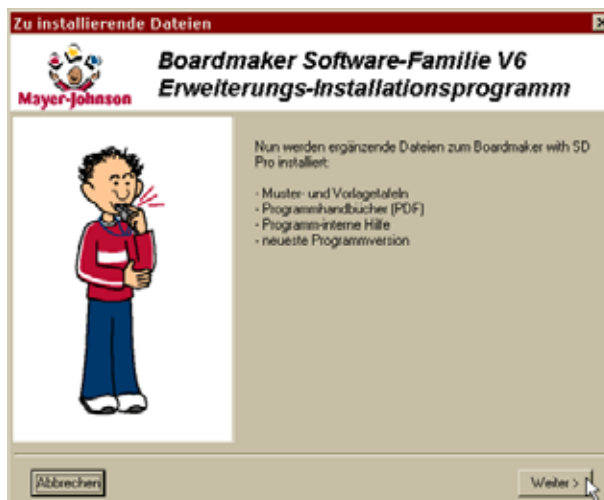 Zu installierende Dateien
Mayer-Johnson
Boardmaker Software-Familie V6
Erweiterungs-Installationsprogramm
Nun werden ergänzende Dateien zum Boardmaker with SD
Pro installiert:
- Muster- und Vorlagetafeln
- Programmhandbücher (PDF)
- Programm-interne Hilfe
- neueste Programmversion
Abbrechen
Weiter >